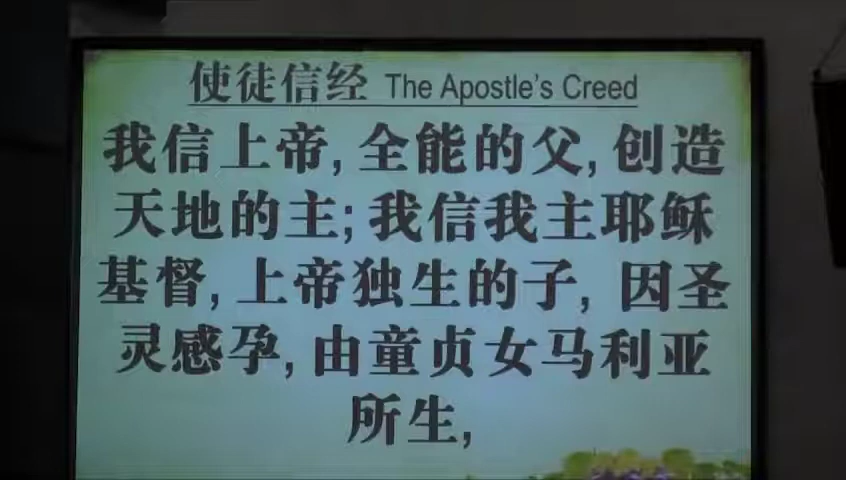 使徒信经 The Apostle's Creed
我信上帝, 全能的父, 创造
天地的主; 我信我主耶稣
基督, 上帝独生的子, 因圣
灵感孕, 由童贞女马利亚
所生,